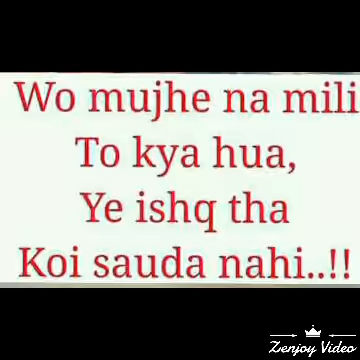 Wo mujhe na mili
To kya hua,
Ye ishq tha
Koi sauda nahi..!!
Zenjoy Video